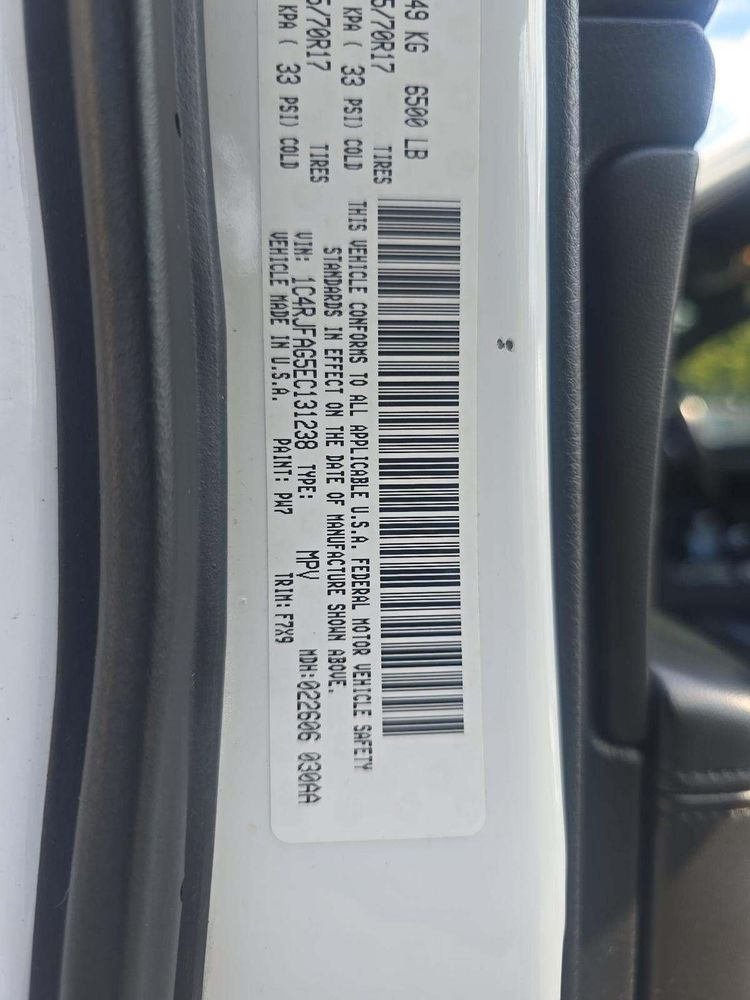 49 KG 6500 LB
5/70R17 TIRES
KPA ( 33 PSI) COLD
5/70R17 TIRES
KPA ( 33 PSI) COLD
THIS VEHICLE CONFORMS TO ALL APPLICABLE U.S.A. FEDERAL MOTOR VEHICLE SAFETY
STANDARDS IN EFFECT ON THE DATE OF MANUFACTURE SHOWN ABOVE.
VIN: 1C4RJFAG5EC131238 TYPE: MPV MDH:022606 030AA
VEHICLE MADE IN U.S.A. PAINT: PW7 TRIM: F7X9